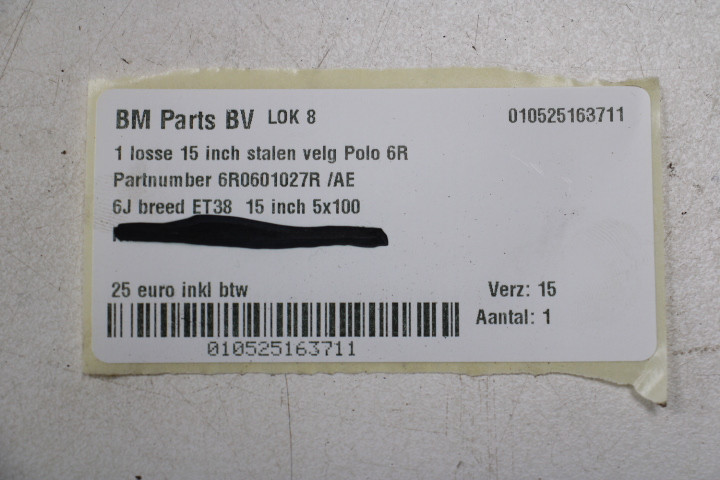 BM Parts BV LOK 8 010525163711
1 losse 15 inch stalen velg Polo 6R
Partnumber 6R0601027R /AE
6J breed ET38 15 inch 5x100
25 euro inkl btw Verz: 15
Aantal: 1
010525163711